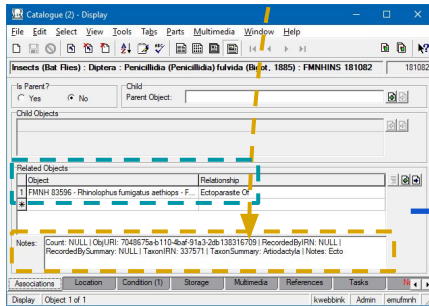 Catalogue (2) - Display
File Edit Select View Tools Tabs Parts Multimedia Window Help
Insects (Bat Flies) : Diptera : Penicillidia (Penicillidia) fulvida (Bigot, 1885) : FMNHINS 181082 181082
Is Parent?
Yes No
Child
Parent Object:
Child Objects
Related Objects
Object Relationship
1 FMNH 83596 - Rhinolophus fumigatus aethiops - F... Ectoparasite Of
Notes: Count: NULL | ObjURI: 7048675a-b110-4baf-91a3-2db138316709 | RecordedByIRN: NULL |
RecordedBySummary: NULL | TaxonIRN: 337571 | TaxonSummary: Artiodactyla | Notes: Ecto
Associations Location Condition (1) Storage Multimedia References Tasks
Display Object 1 of 1 kwebbink Admin emufmnh